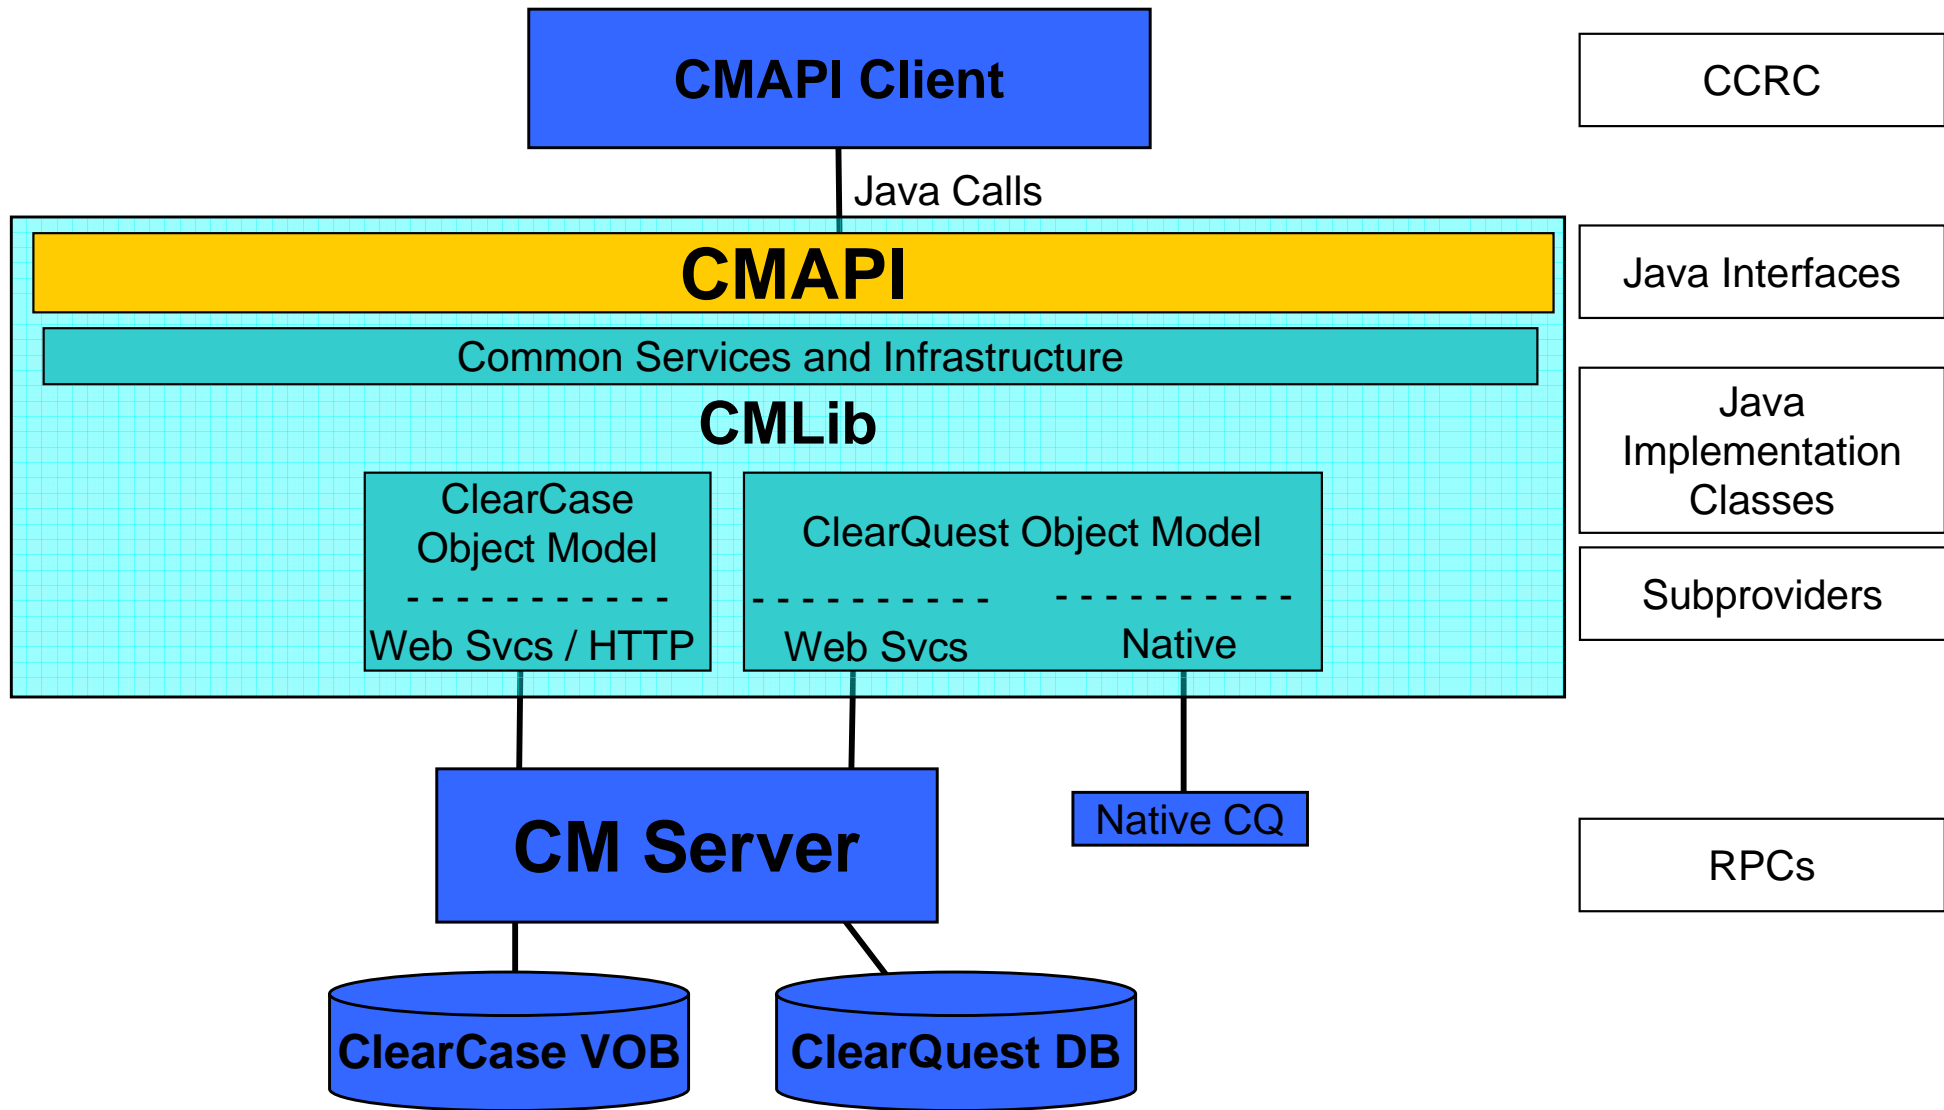 CMAPI Client
CCRC
Java Calls
CMAPI
Java Interfaces
Common Services and Infrastructure
CMLib
Java
Implementation
Classes
ClearCase
Object Model
- - - - - - - - - - -
Web Svcs / HTTP
ClearQuest Object Model
- - - - - - - - - -
Web Svcs
- - - - - - - - - -
Native
Subproviders
CM Server
Native CQ
RPCs
ClearCase VOB
ClearQuest DB